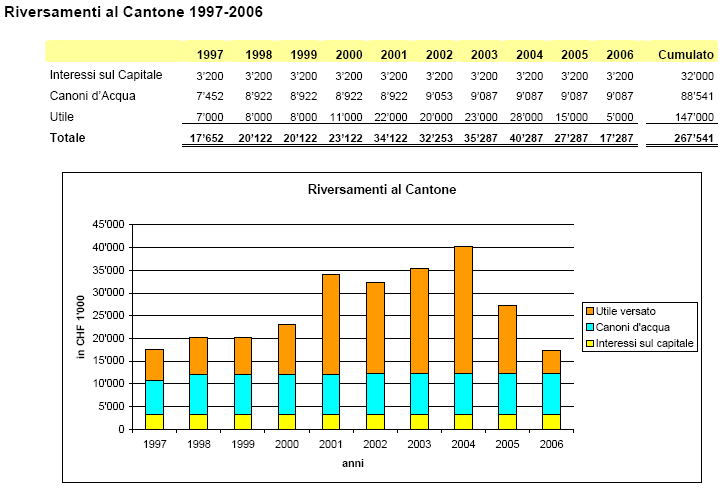 Riversamenti al Cantone 1997-2006
1997 1998 1999 2000 2001 2002 2003 2004 2005 2006 Cumulato
Interessi sul Capitale 3'200 3'200 3'200 3'200 3'200 3'200 3'200 3'200 3'200 3'200 32'000
Canoni d'Acqua 7'452 8'922 8'922 8'922 8'922 9'053 9'087 9'087 9'087 9'087 88'541
Utile 7'000 8'000 8'000 11'000 22'000 20'000 23'000 28'000 15'000 5'000 147'000
Totale 17'652 20'122 20'122 23'122 34'122 32'253 35'287 40'287 27'287 17'287 267'541
Riversamenti al Cantone
45'000
40'000
35'000
30'000
25'000
20'000
15'000
10'000
5'000
0
in CHF 1'000
1997 1998 1999 2000 2001 2002 2003 2004 2005 2006
anni
Utile versato
Canoni d'acqua
Interessi sul capitale